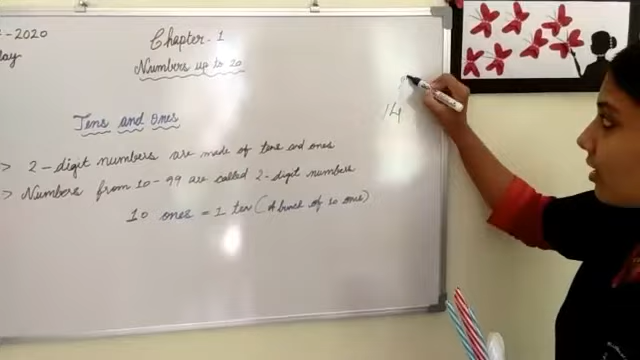 -2020
Chapter-1
day
Numbers up to 20
14
Tens and ones
> 2-digit numbers are made of tens and ones
> Numbers from 10-99 are called 2-digit numbers
10 ones = 1 ten (A bunch of 10 ones)